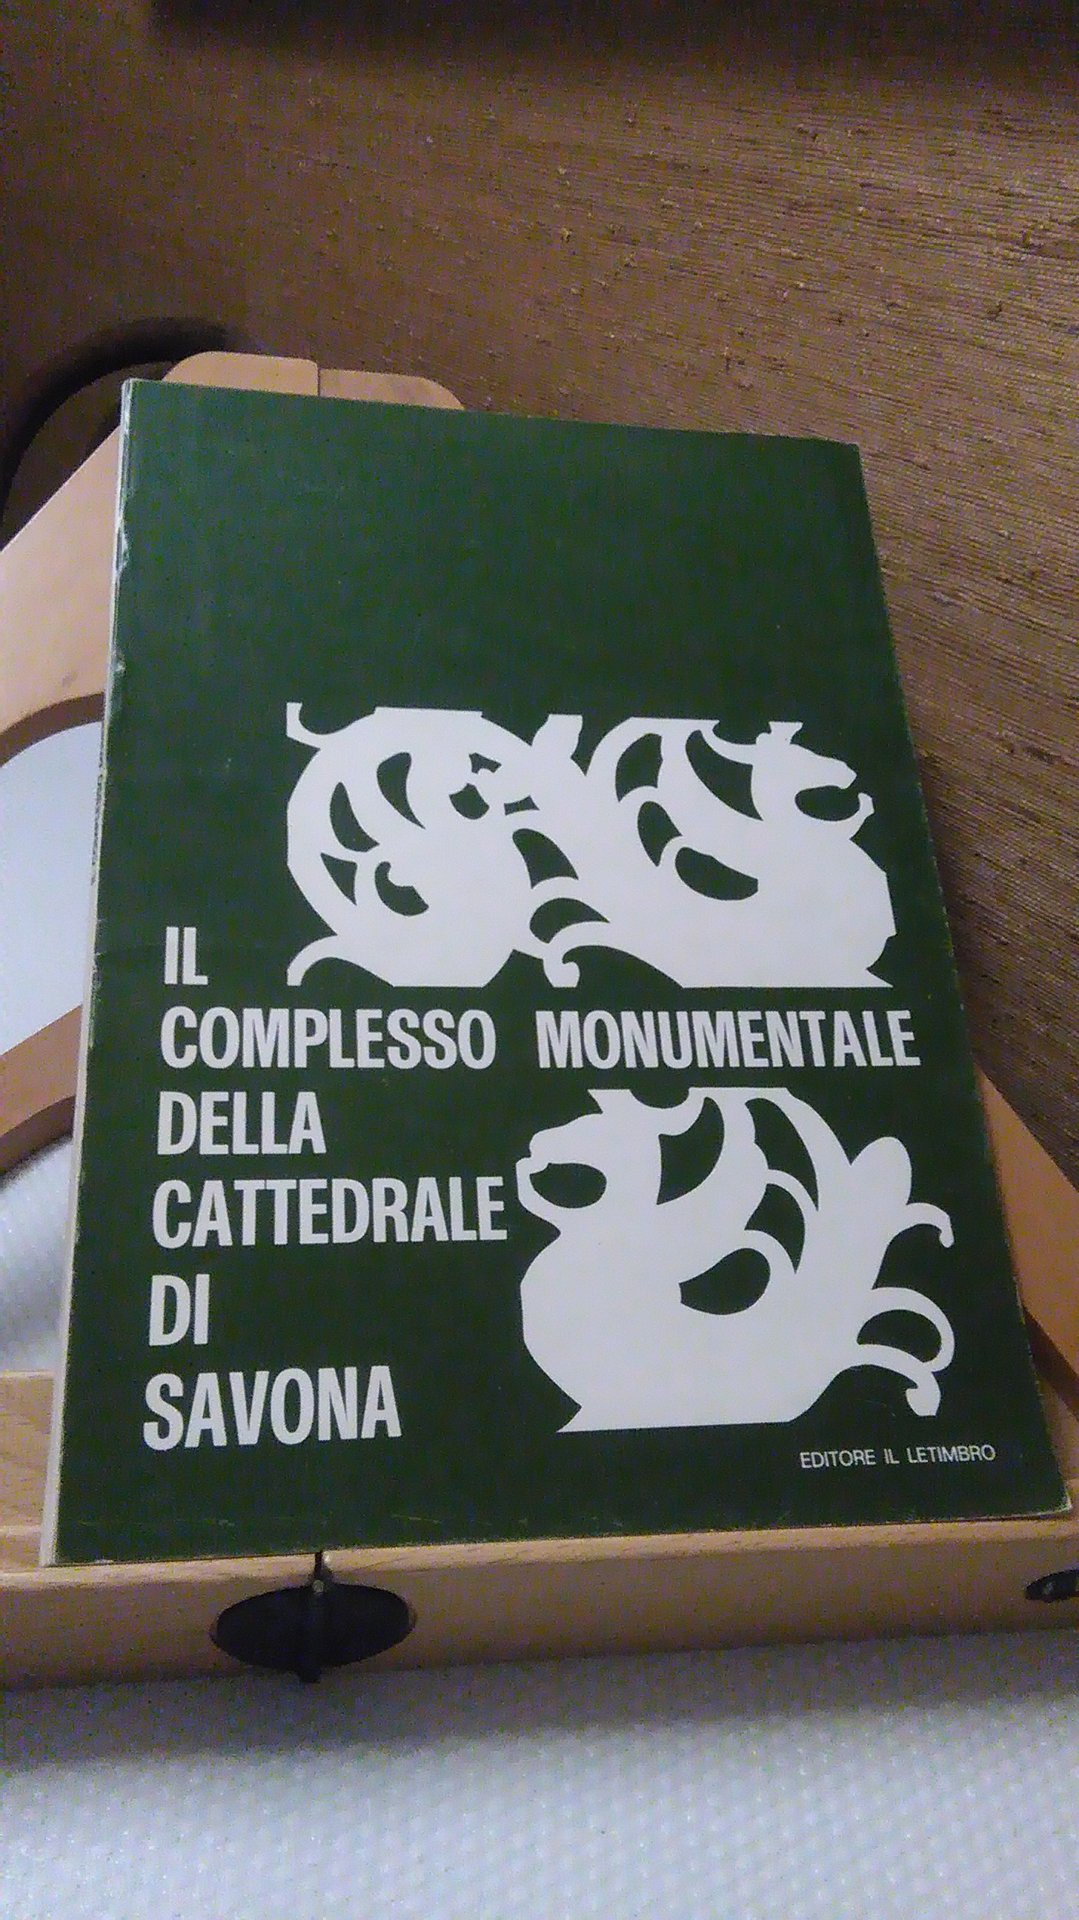 IL
COMPLESSO MONUMENTALE
DELLA
CATTEDRALE
DI
SAVONA
EDITORE IL LETIMBRO